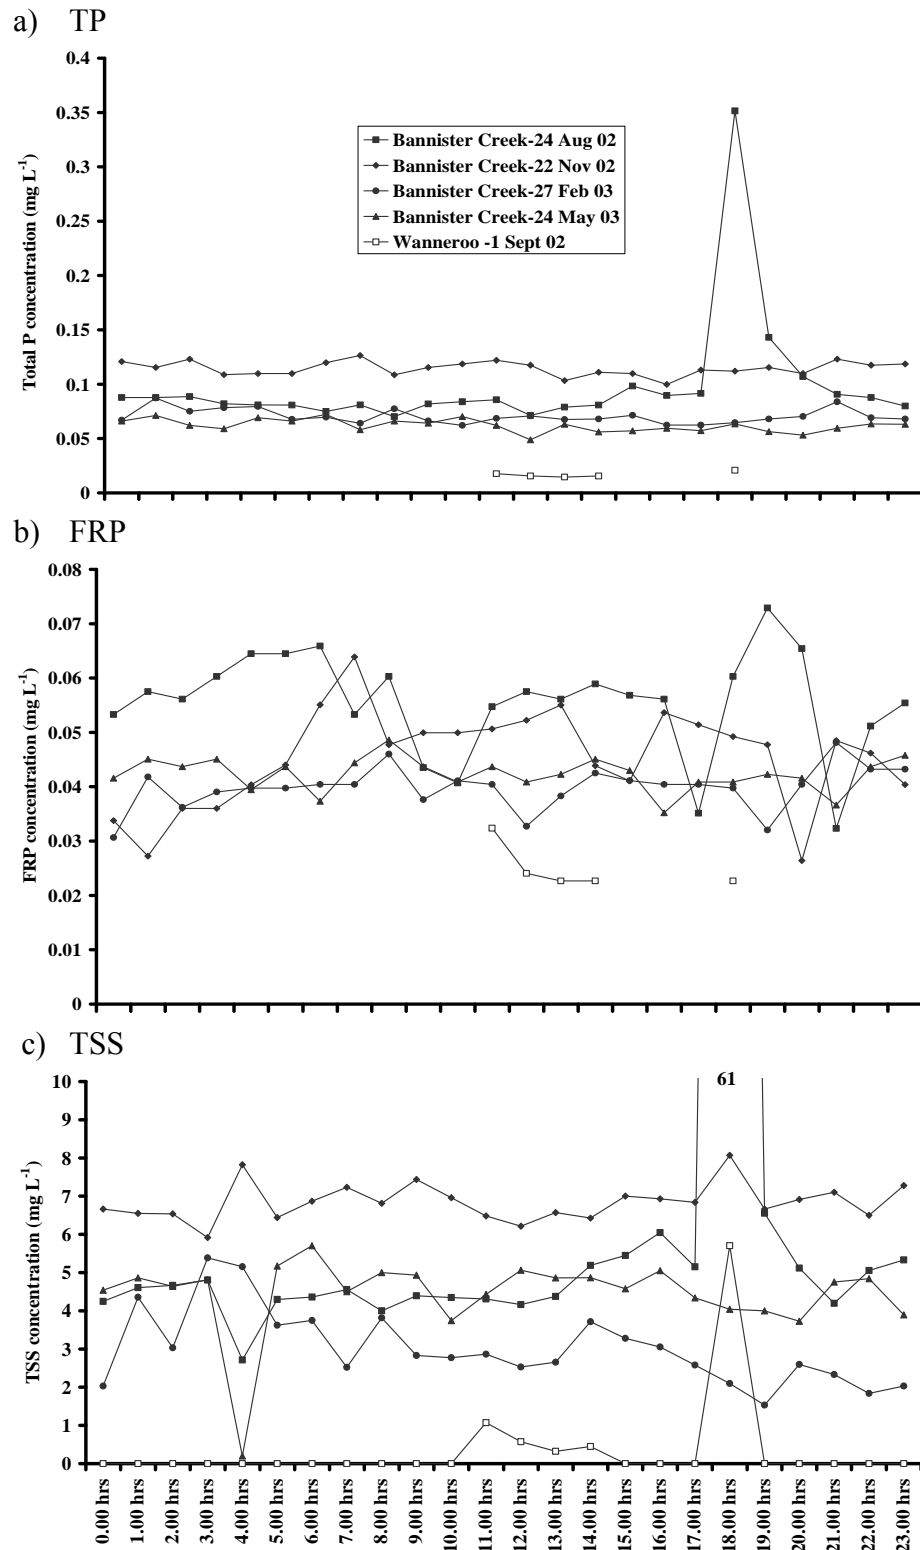 a) TP
0.4
0.35
0.3
0.25
0.2
0.15
0.1
0.05
0
Total P concentration (mg L-1)
Bannister Creek-24 Aug 02
Bannister Creek-22 Nov 02
Bannister Creek-27 Feb 03
Bannister Creek-24 May 03
Wanneroo -1 Sept 02
b) FRP
0.08
0.07
0.06
0.05
0.04
0.03
0.02
0.01
0
FRP concentration (mg L-1)
c) TSS
10
9
8
7
6
5
4
3
2
1
0
TSS concentration (mg L-1)
61
0.00 hrs
1.00 hrs
2.00 hrs
3.00 hrs
4.00 hrs
5.00 hrs
6.00 hrs
7.00 hrs
8.00 hrs
9.00 hrs
10.00 hrs
11.00 hrs
12.00 hrs
13.00 hrs
14.00 hrs
15.00 hrs
16.00 hrs
17.00 hrs
18.00 hrs
19.00 hrs
20.00 hrs
21.00 hrs
22.00 hrs
23.00 hrs